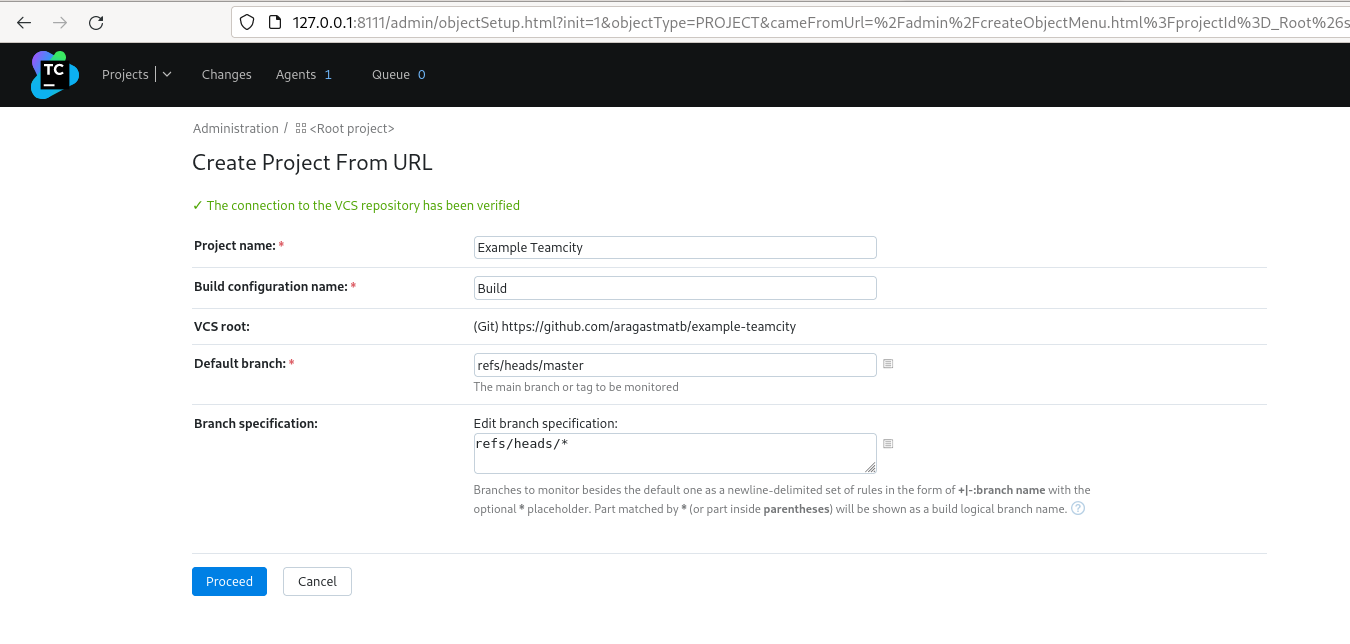 127.0.0.1:8111/admin/objectSetup.html?init=1&objectType=PROJECT&cameFromUrl=%2Fadmin%2FcreateObjectMenu.html%3FprojectId%3D_Root%26s
TC
Projects Changes Agents 1 Queue 0
Administration / <Root project>
Create Project From URL
✓ The connection to the VCS repository has been verified
Project name: * Example Teamcity
Build configuration name: * Build
VCS root: (Git) https://github.com/aragastmatb/example-teamcity
Default branch: * refs/heads/master
The main branch or tag to be monitored
Branch specification: Edit branch specification:
refs/heads/*
Branches to monitor besides the default one as a newline-delimited set of rules in the form of +|-:branch name with the
optional * placeholder. Part matched by * (or part inside parentheses) will be shown as a build logical branch name. ?
Proceed Cancel